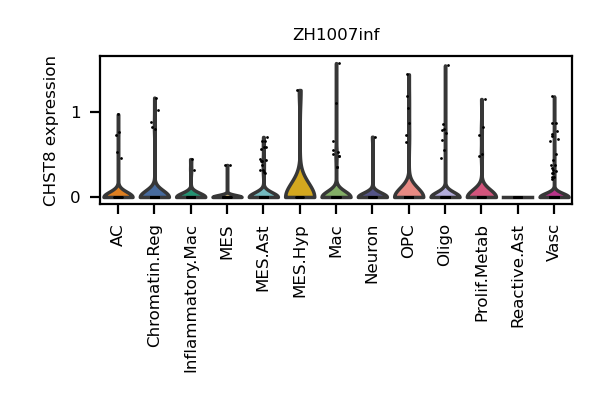 ZH1007inf
CHST8 expression
1
0
AC
Chromatin.Reg
Inflammatory.Mac
MES
MES.Ast
MES.Hyp
Mac
Neuron
OPC
Oligo
Prolif.Metab
Reactive.Ast
Vasc